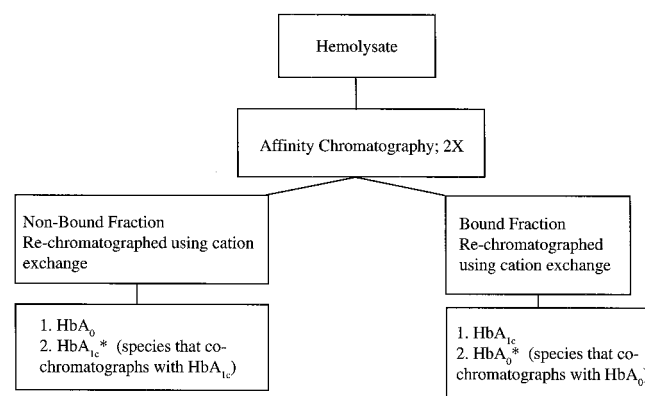 Hemolysate
Affinity Chromatography; 2X
Non-Bound Fraction
Re-chromatographed using cation
exchange
Bound Fraction
Re-chromatographed
using cation exchange
1. HbA₀
2. HbA₁c* (species that co-
chromatographs with HbA₁c)
1. HbA₁c
2. HbA₀* (species that co-
chromatographs with HbA₀)